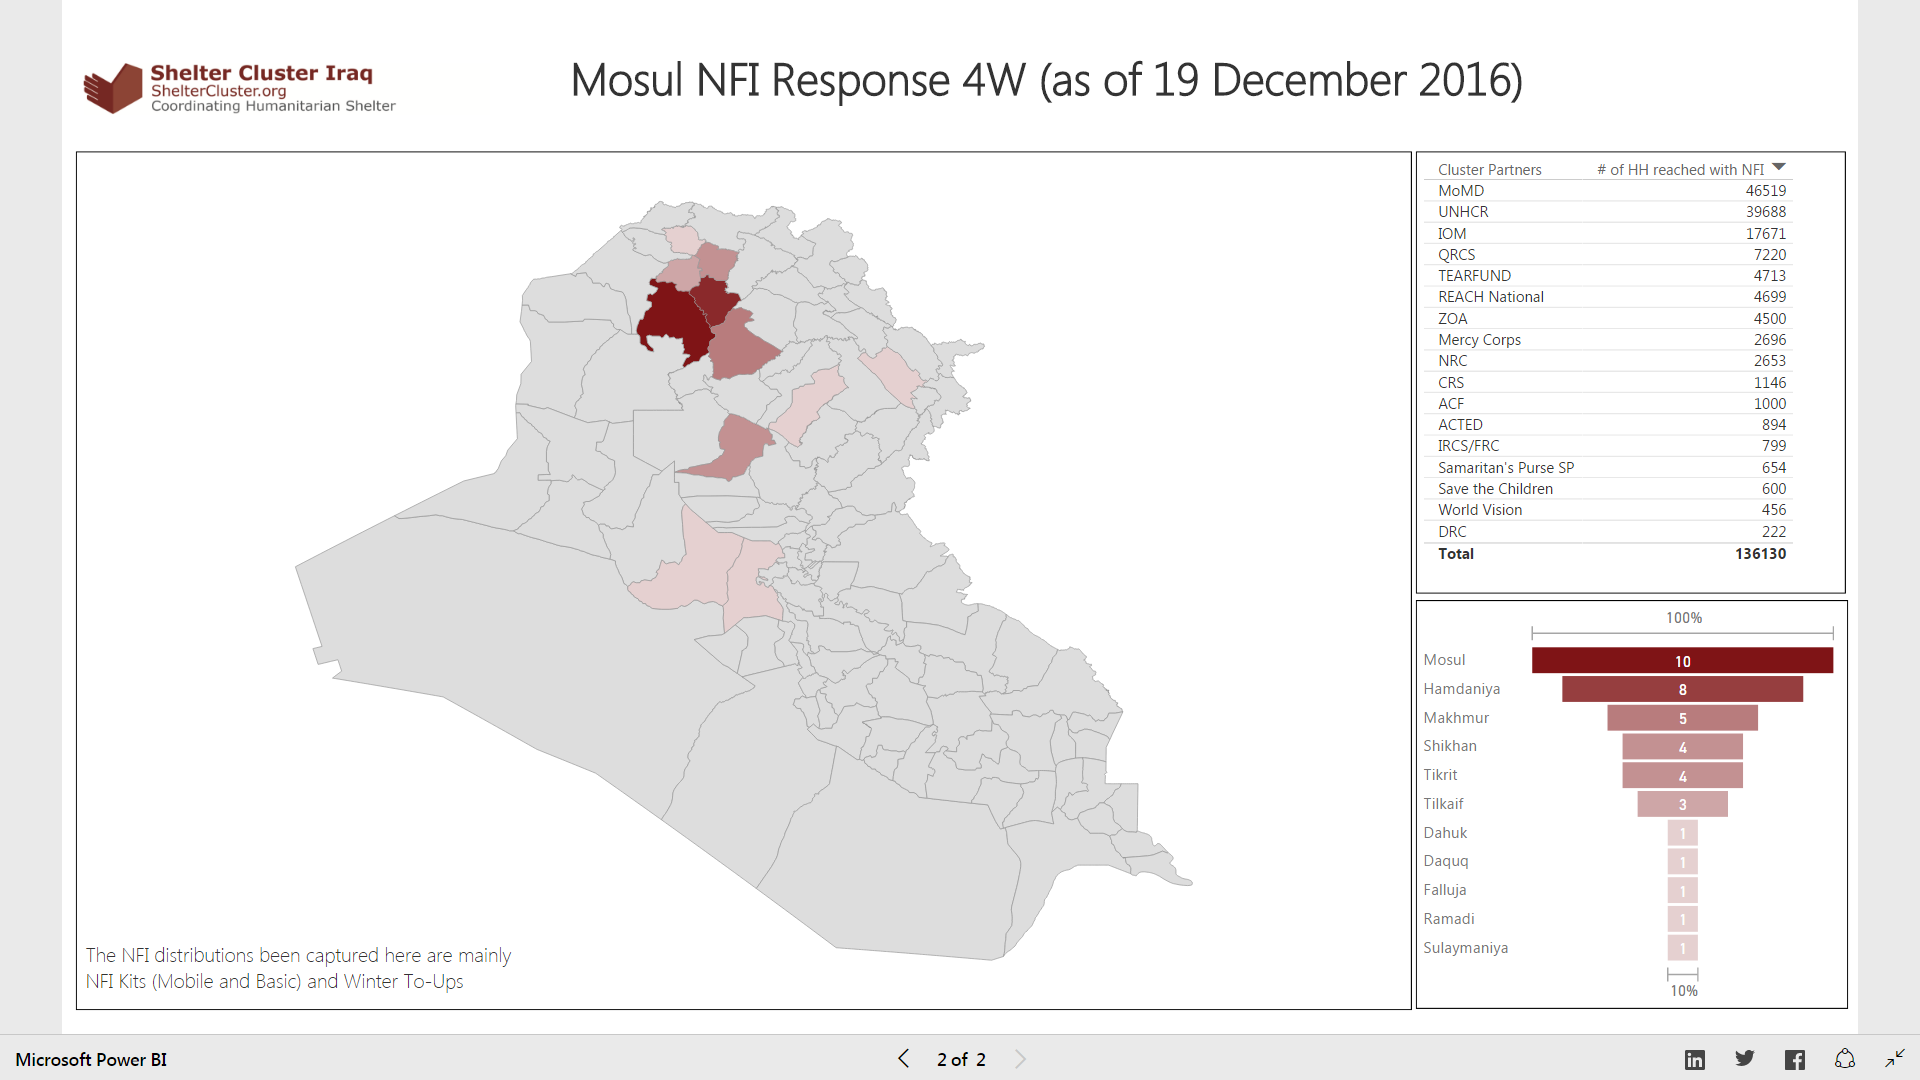 Shelter Cluster Iraq
ShelterCluster.org
Coordinating Humanitarian Shelter
Mosul NFI Response 4W (as of 19 December 2016)
The NFI distributions been captured here are mainly
NFI Kits (Mobile and Basic) and Winter To-Ups
Cluster Partners # of HH reached with NFI
MoMD 46519
UNHCR 39688
IOM 17671
QRCS 7220
TEARFUND 4713
REACH National 4699
ZOA 4500
Mercy Corps 2696
NRC 2653
CRS 1146
ACF 1000
ACTED 894
IRCS/FRC 799
Samaritan's Purse SP 654
Save the Children 600
World Vision 456
DRC 222
Total 136130
100%
Mosul 10
Hamdaniya 8
Makhmur 5
Shikhan 4
Tikrit 4
Tilkaif 3
Dahuk 1
Daquq 1
Falluja 1
Ramadi 1
Sulaymaniya 1
10%
Microsoft Power BI
2 of 2